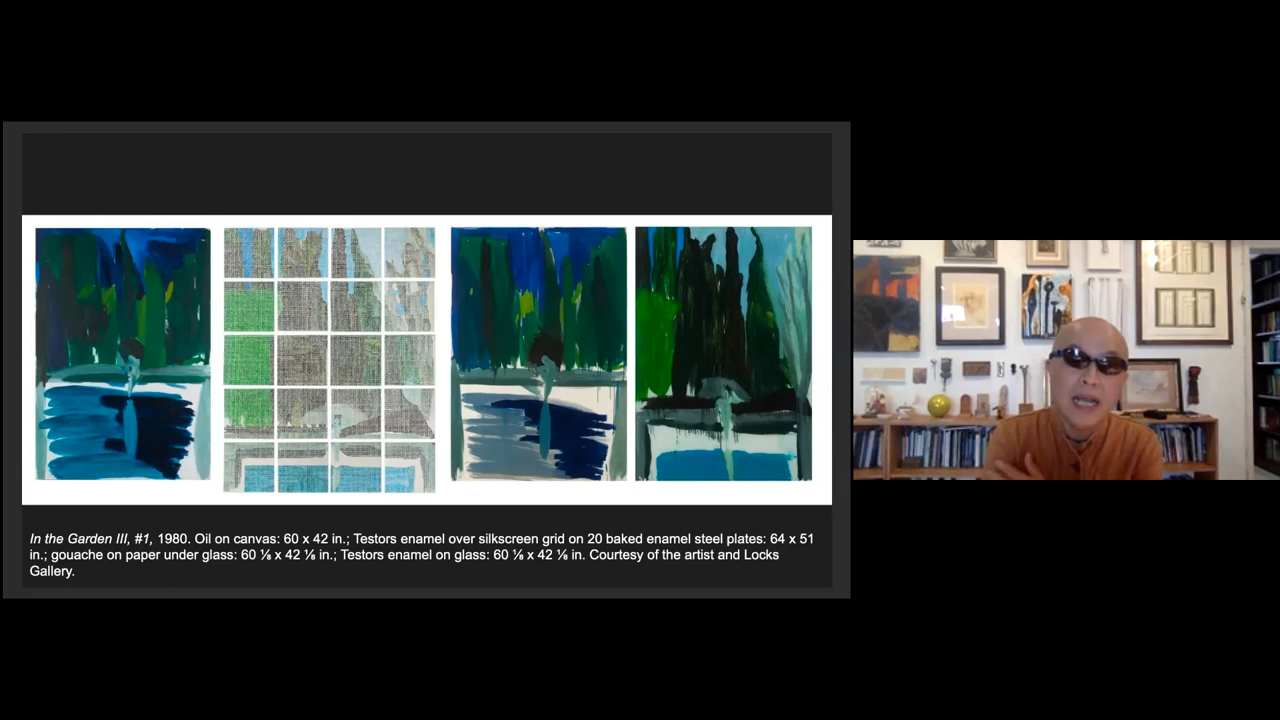 In the Garden III, #1, 1980. Oil on canvas: 60 x 42 in.; Testors enamel over silkscreen grid on 20 baked enamel steel plates: 64 x 51
in.; gouache on paper under glass: 60 ⅛ x 42 ⅛ in.; Testors enamel on glass: 60 ⅛ x 42 ⅛ in. Courtesy of the artist and Locks
Gallery.